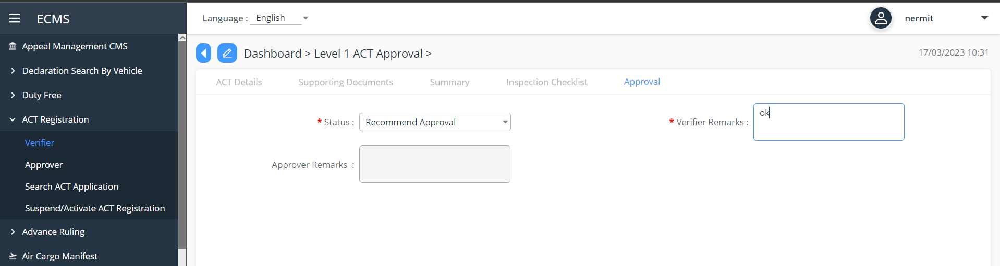 ECMS
Language : English
nermit
Appeal Management CMS
Declaration Search By Vehicle
Duty Free
ACT Registration
Verifier
Approver
Search ACT Application
Suspend/Activate ACT Registration
Advance Ruling
Air Cargo Manifest
Dashboard > Level 1 ACT Approval >
17/03/2023 10:31
ACT Details Supporting Documents Summary Inspection Checklist Approval
* Status : Recommend Approval
* Verifier Remarks : ok
Approver Remarks :